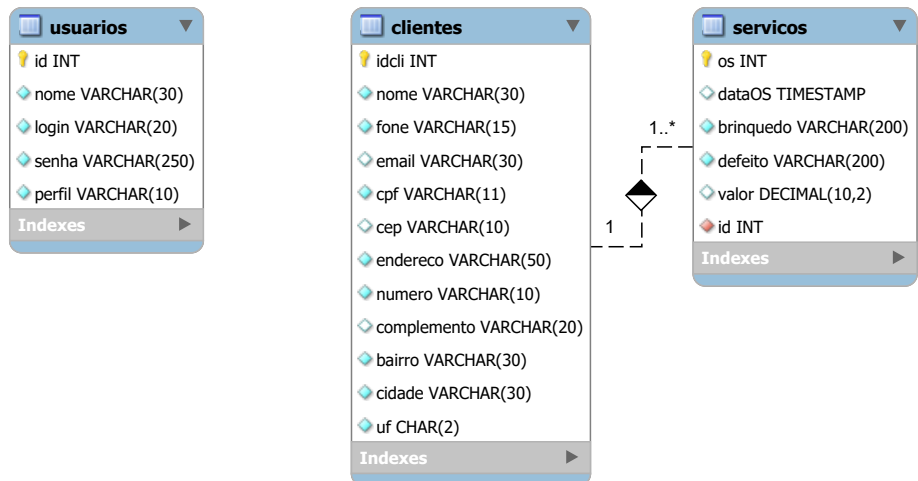 usuarios
id INT
nome VARCHAR(30)
login VARCHAR(20)
senha VARCHAR(250)
perfil VARCHAR(10)
Indexes
clientes
idcli INT
nome VARCHAR(30)
fone VARCHAR(15)
email VARCHAR(30)
cpf VARCHAR(11)
cep VARCHAR(10)
endereco VARCHAR(50)
numero VARCHAR(10)
complemento VARCHAR(20)
bairro VARCHAR(30)
cidade VARCHAR(30)
uf CHAR(2)
Indexes
1
1..*
servicos
os INT
dataOS TIMESTAMP
brinquedo VARCHAR(200)
defeito VARCHAR(200)
valor DECIMAL(10,2)
id INT
Indexes